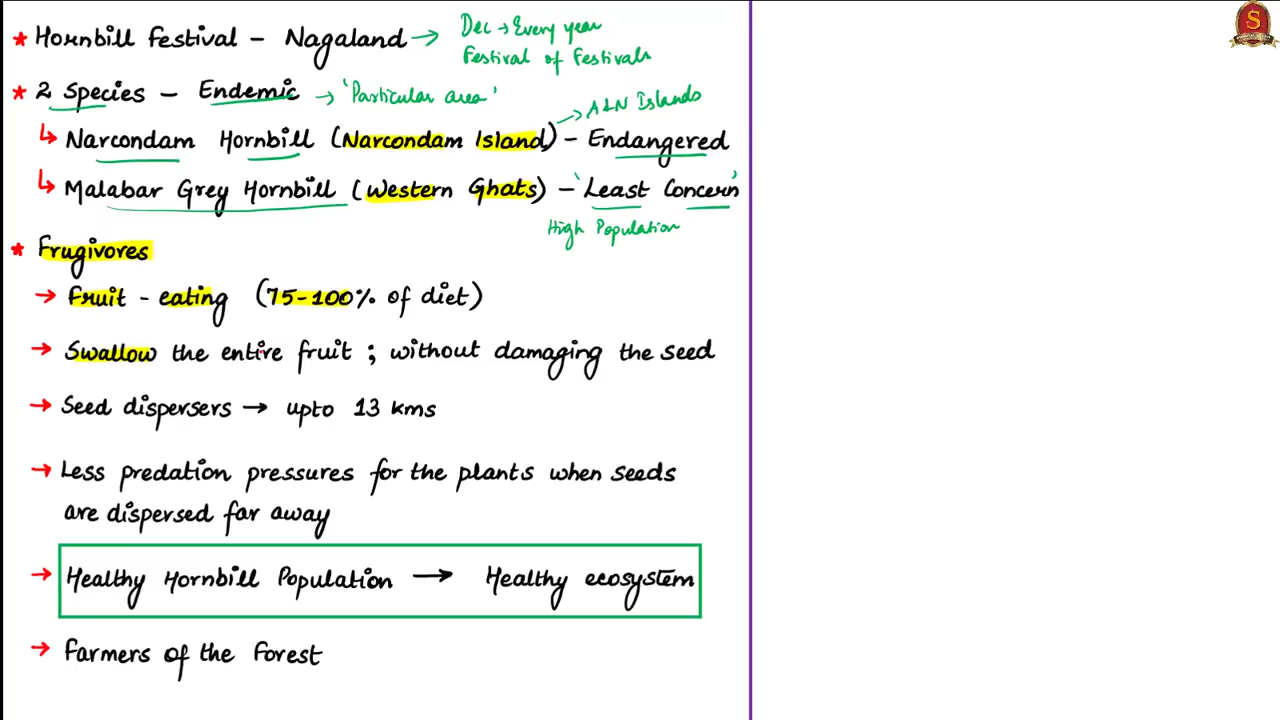 * Hornbill Festival - Nagaland → Dec → Every year
Festival of Festivals
* 2 Species - Endemic → 'Particular area'
→ A&N Islands
↳ Narcondam Hornbill (Narcondam Island) - Endangered
↳ Malabar Grey Hornbill (Western Ghats) - 'Least Concern'
High Population
* Frugivores
→ Fruit - eating (75-100% of diet)
→ Swallow the entire fruit ; without damaging the seed
→ Seed dispersers → upto 13 kms
→ Less predation pressures for the plants when seeds
are dispersed far away
→ Healthy Hornbill Population → Healthy ecosystem
→ Farmers of the Forest
S